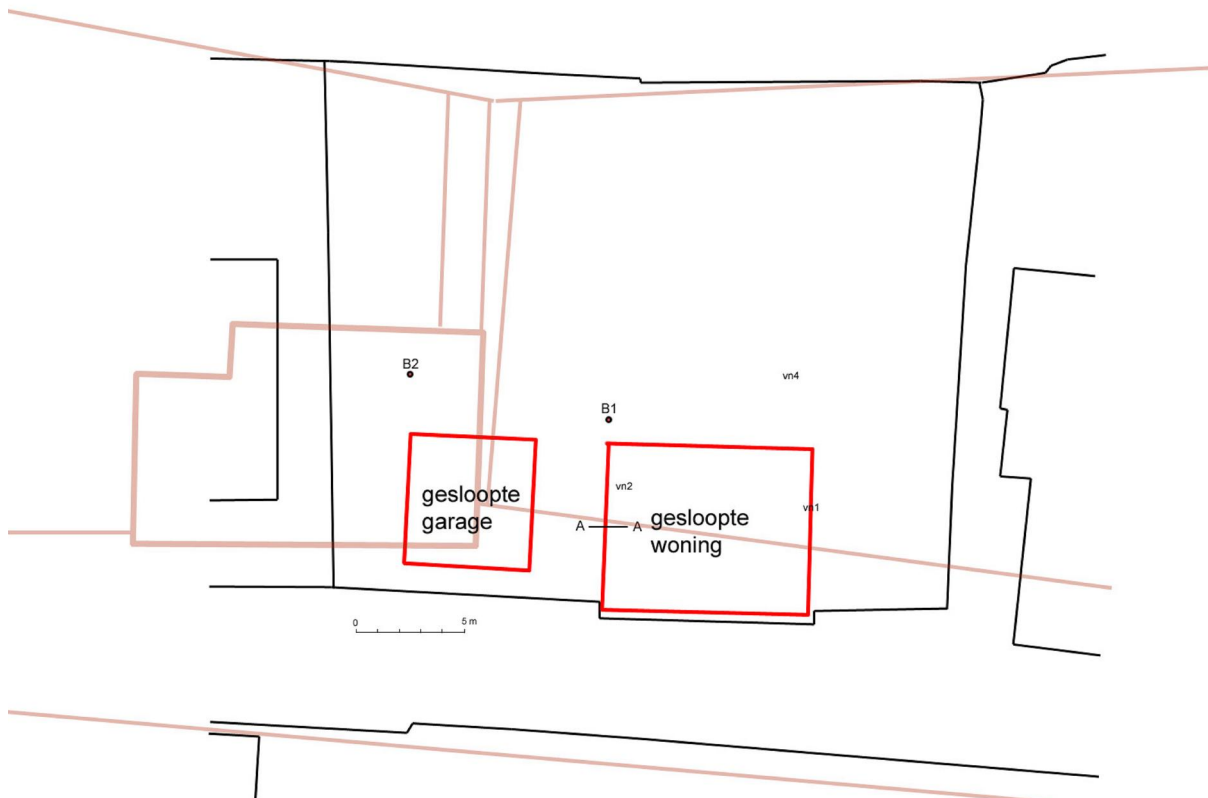 B2
vn4
B1
gesloopte
garage
vn2
vn1
A A
gesloopte
woning
0 5 m